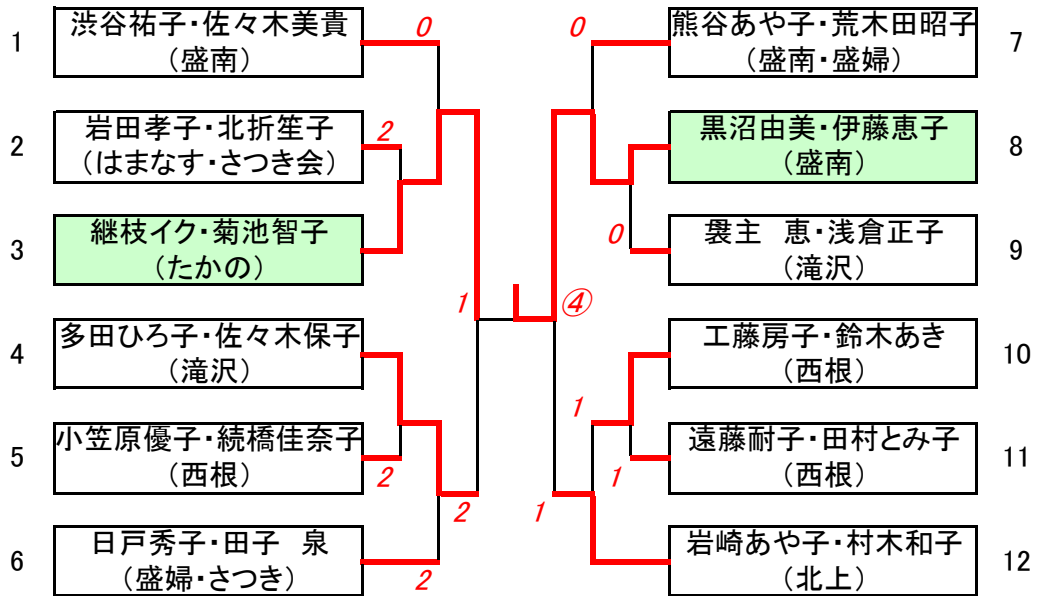 1
渋谷祐子・佐々木美貴
(盛南)
0
2
岩田孝子・北折笙子
(はまなす・さつき会)
2
3
継枝イク・菊池智子
(たかの)
1
4
多田ひろ子・佐々木保子
(滝沢)
5
小笠原優子・続橋佳奈子
(西根)
2
2
6
日戸秀子・田子 泉
(盛婦・さつき)
2
0
熊谷あや子・荒木田昭子
(盛南・盛婦)
7
黒沼由美・伊藤恵子
(盛南)
8
0
袰主 恵・浅倉正子
(滝沢)
9
④
工藤房子・鈴木あき
(西根)
10
1
遠藤耐子・田村とみ子
(西根)
11
1
1
岩崎あや子・村木和子
(北上)
12